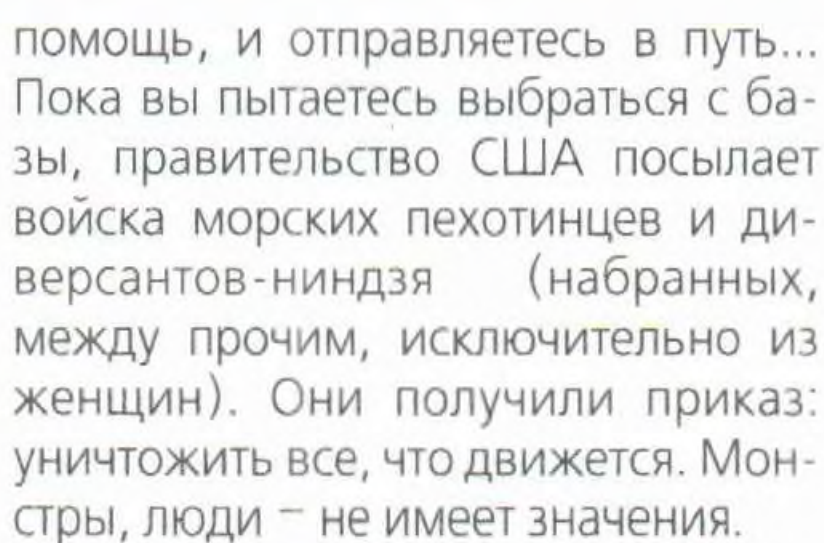 помощь, и отправляетесь в путь...
Пока вы пытаетесь выбраться с ба-
зы, правительство США посылает
войска морских пехотинцев и ди-
версантов-ниндзя (набранных,
между прочим, исключительно из
женщин). Они получили приказ:
уничтожить все, что движется. Мон-
стры, люди – не имеет значения.